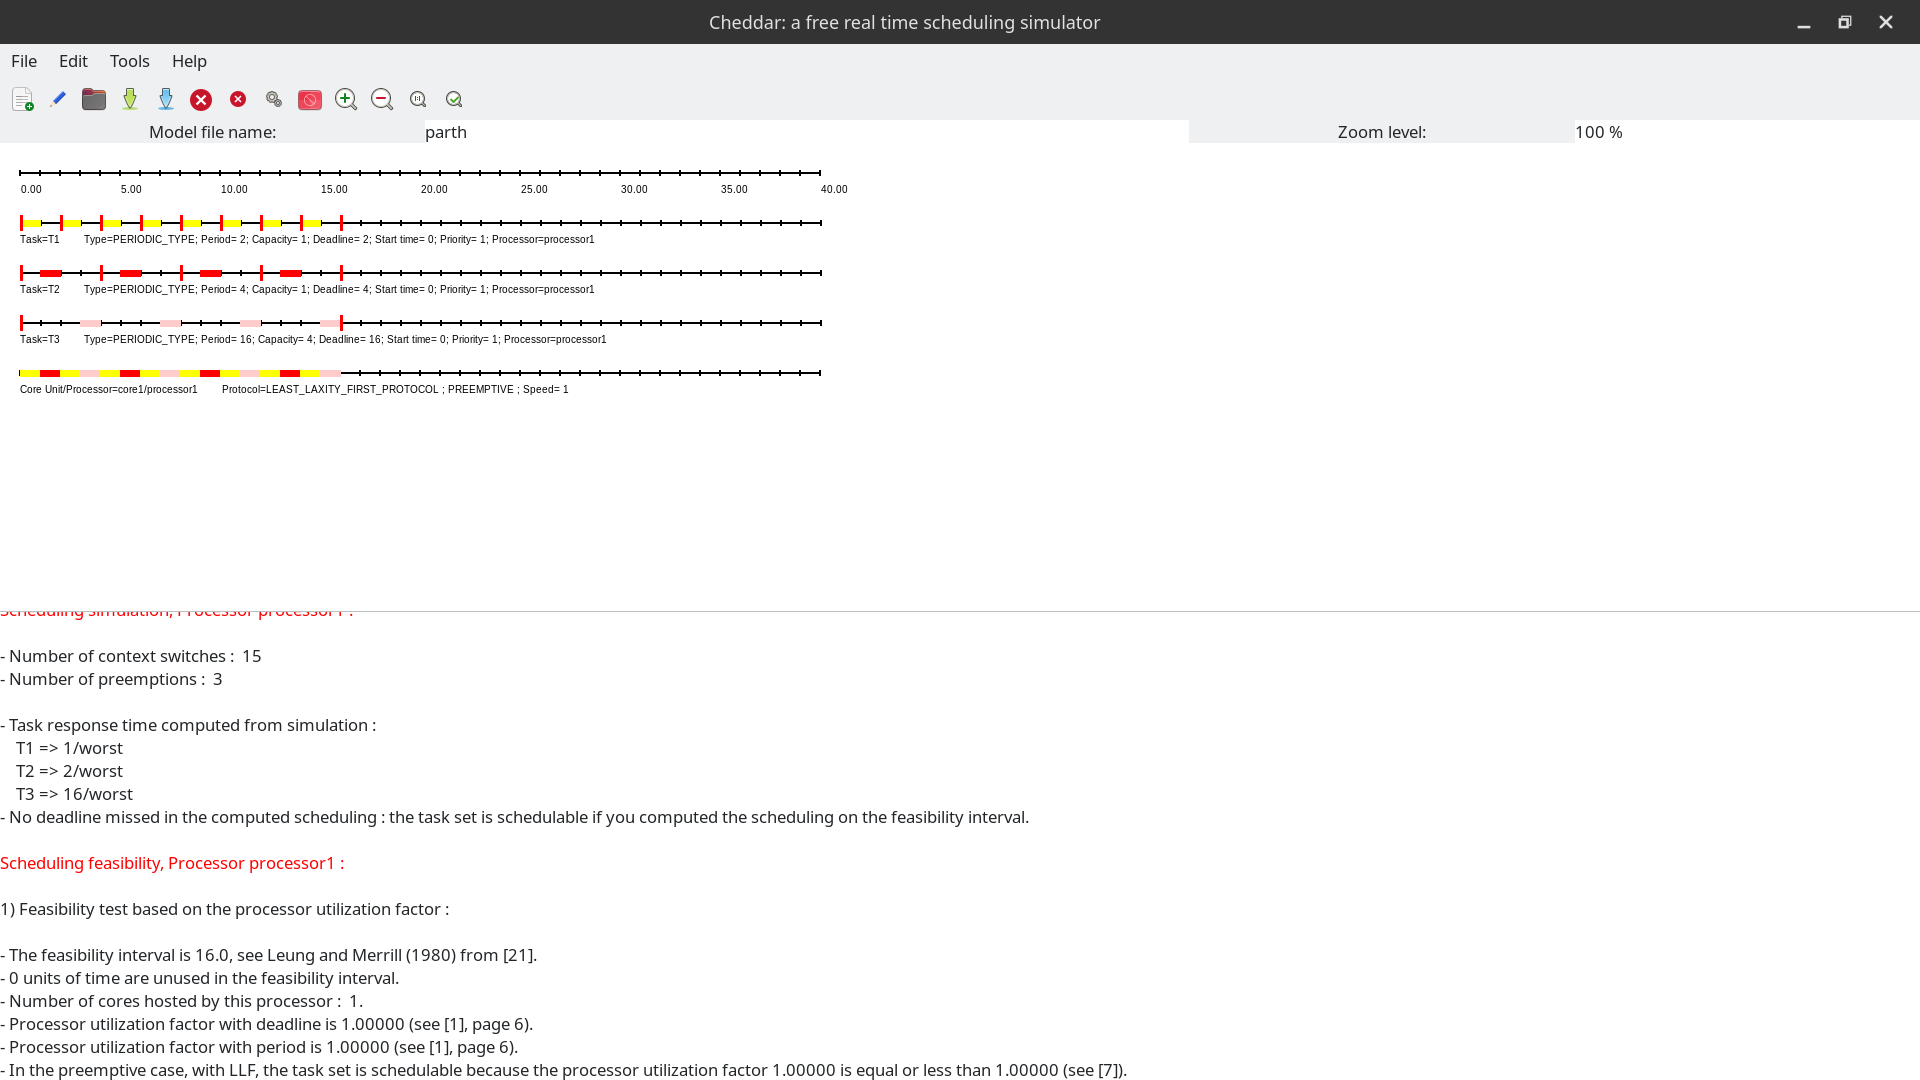 Cheddar: a free real time scheduling simulator
File Edit Tools Help
Model file name: parth Zoom level: 100 %
0.00 5.00 10.00 15.00 20.00 25.00 30.00 35.00 40.00
Task=T1 Type=PERIODIC_TYPE; Period= 2; Capacity= 1; Deadline= 2; Start time= 0; Priority= 1; Processor=processor1
Task=T2 Type=PERIODIC_TYPE; Period= 4; Capacity= 1; Deadline= 4; Start time= 0; Priority= 1; Processor=processor1
Task=T3 Type=PERIODIC_TYPE; Period= 16; Capacity= 4; Deadline= 16; Start time= 0; Priority= 1; Processor=processor1
Core Unit/Processor=core1/processor1 Protocol=LEAST_LAXITY_FIRST_PROTOCOL ; PREEMPTIVE ; Speed= 1
Scheduling simulation, Processor processor1 :
- Number of context switches : 15
- Number of preemptions : 3
- Task response time computed from simulation :
T1 => 1/worst
T2 => 2/worst
T3 => 16/worst
- No deadline missed in the computed scheduling : the task set is schedulable if you computed the scheduling on the feasibility interval.
Scheduling feasibility, Processor processor1 :
1) Feasibility test based on the processor utilization factor :
- The feasibility interval is 16.0, see Leung and Merrill (1980) from [21].
- 0 units of time are unused in the feasibility interval.
- Number of cores hosted by this processor : 1.
- Processor utilization factor with deadline is 1.00000 (see [1], page 6).
- Processor utilization factor with period is 1.00000 (see [1], page 6).
- In the preemptive case, with LLF, the task set is schedulable because the processor utilization factor 1.00000 is equal or less than 1.00000 (see [7]).